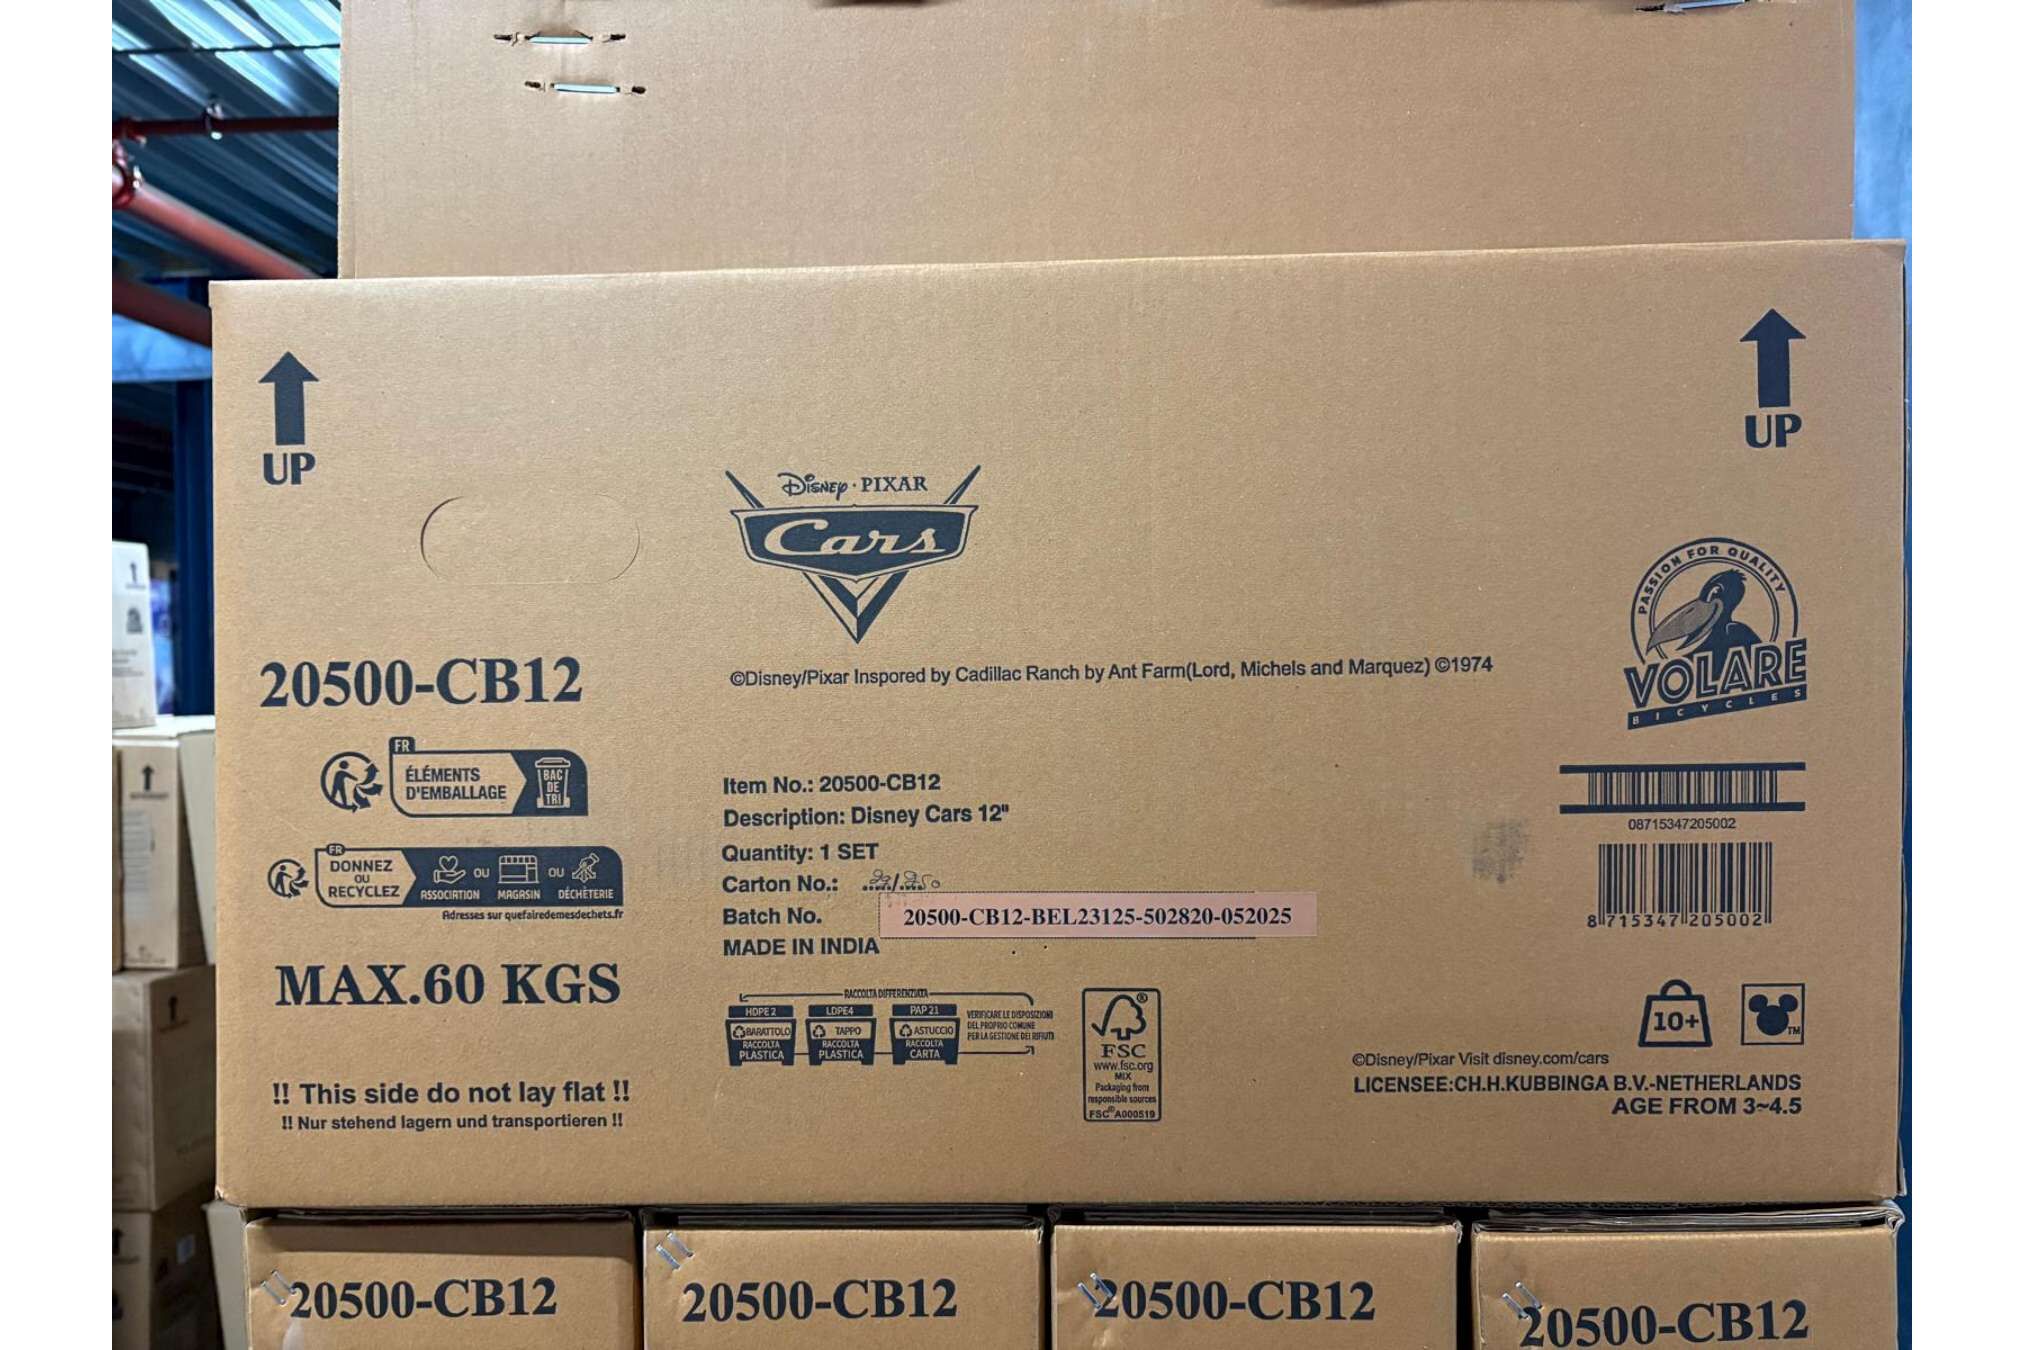 UP
UP
Disney · PIXAR
Cars
PASSION FOR QUALITY
VOLARE
BICYCLES
20500-CB12
©Disney/Pixar Inspored by Cadillac Ranch by Ant Farm(Lord, Michels and Marquez) ©1974
FR
ÉLÉMENTS
D'EMBALLAGE
BAC
DE
TRI
FR
DONNEZ
OU
RECYCLEZ
ASSOCIATION OU MAGASIN OU DÉCHÈTERIE
Adresses sur quefairedemesdechets.fr
Item No.: 20500-CB12
Description: Disney Cars 12"
Quantity: 1 SET
Carton No.:
Batch No. 20500-CB12-BEL23125-502820-052025
MADE IN INDIA
08715347205002
8 715347 205002
MAX.60 KGS
!! This side do not lay flat !!
!! Nur stehend lagern und transportieren !!
RACCOLTA DIFFERENZIATA
HDPE 2 LDPE4 PAP 21
BARATTOLO TAPPO ASTUCCIO
RACCOLTA RACCOLTA RACCOLTA
PLASTICA PLASTICA CARTA
VERIFICARE LE DISPOSIZIONI
DEL PROPRIO COMUNE
PER LA GESTIONE DEI RIFIUTI
®
FSC
www.fsc.org
MIX
Packaging from
responsible sources
FSC® A000519
10+
TM
©Disney/Pixar Visit disney.com/cars
LICENSEE:CH.H.KUBBINGA B.V.-NETHERLANDS
AGE FROM 3~4.5
20500-CB12
20500-CB12
20500-CB12
20500-CB12